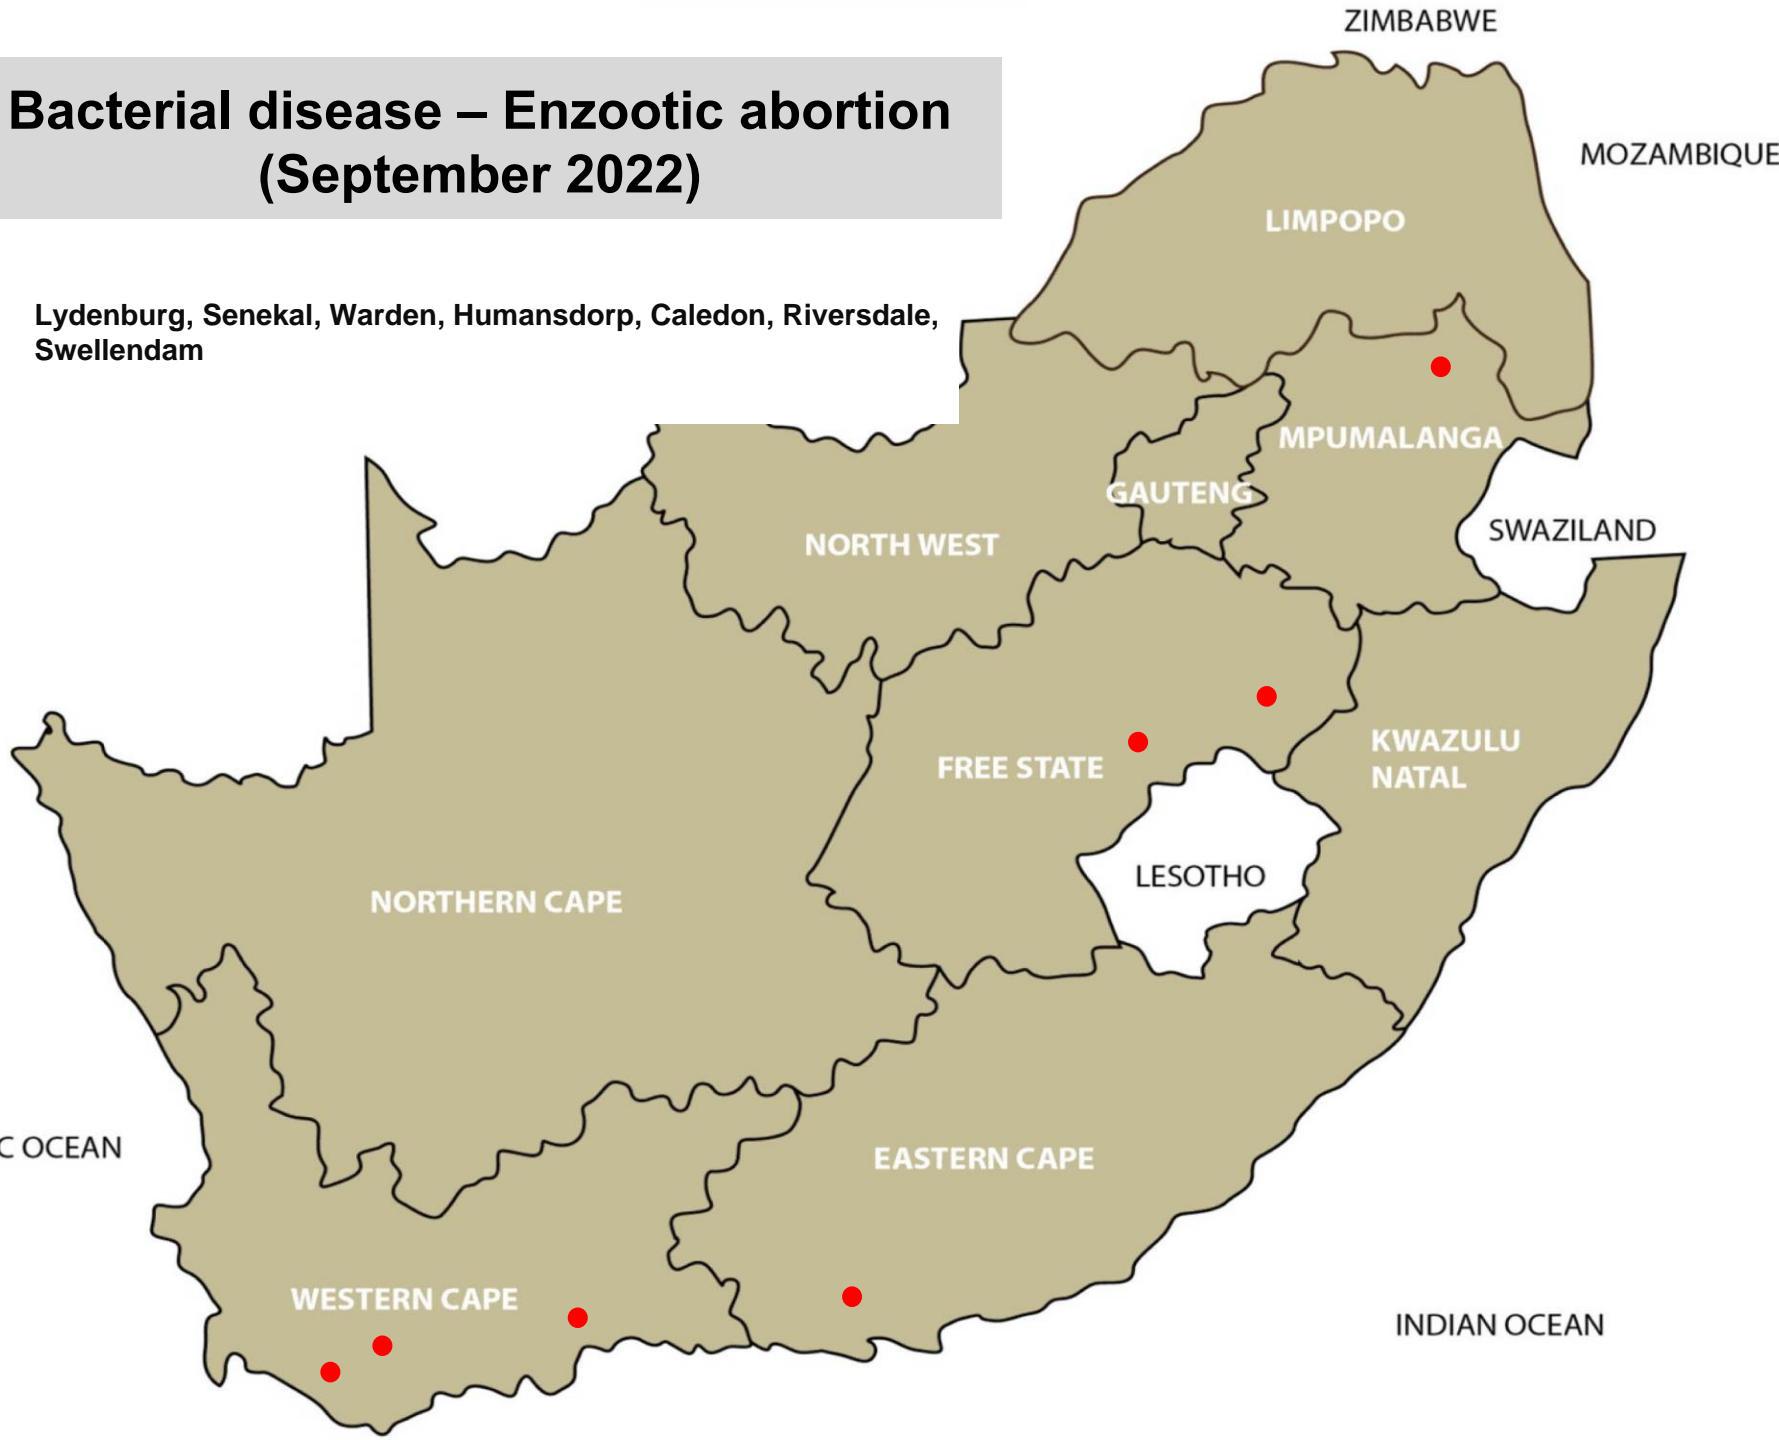 ZIMBABWE
Bacterial disease – Enzootic abortion
(September 2022)
MOZAMBIQUE
LIMPOPO
Lydenburg, Senekal, Warden, Humansdorp, Caledon, Riversdale,
Swellendam
MPUMALANGA
GAUTENG
SWAZILAND
NORTH WEST
KWAZULU
NATAL
FREE STATE
LESOTHO
NORTHERN CAPE
C OCEAN
EASTERN CAPE
WESTERN CAPE
INDIAN OCEAN